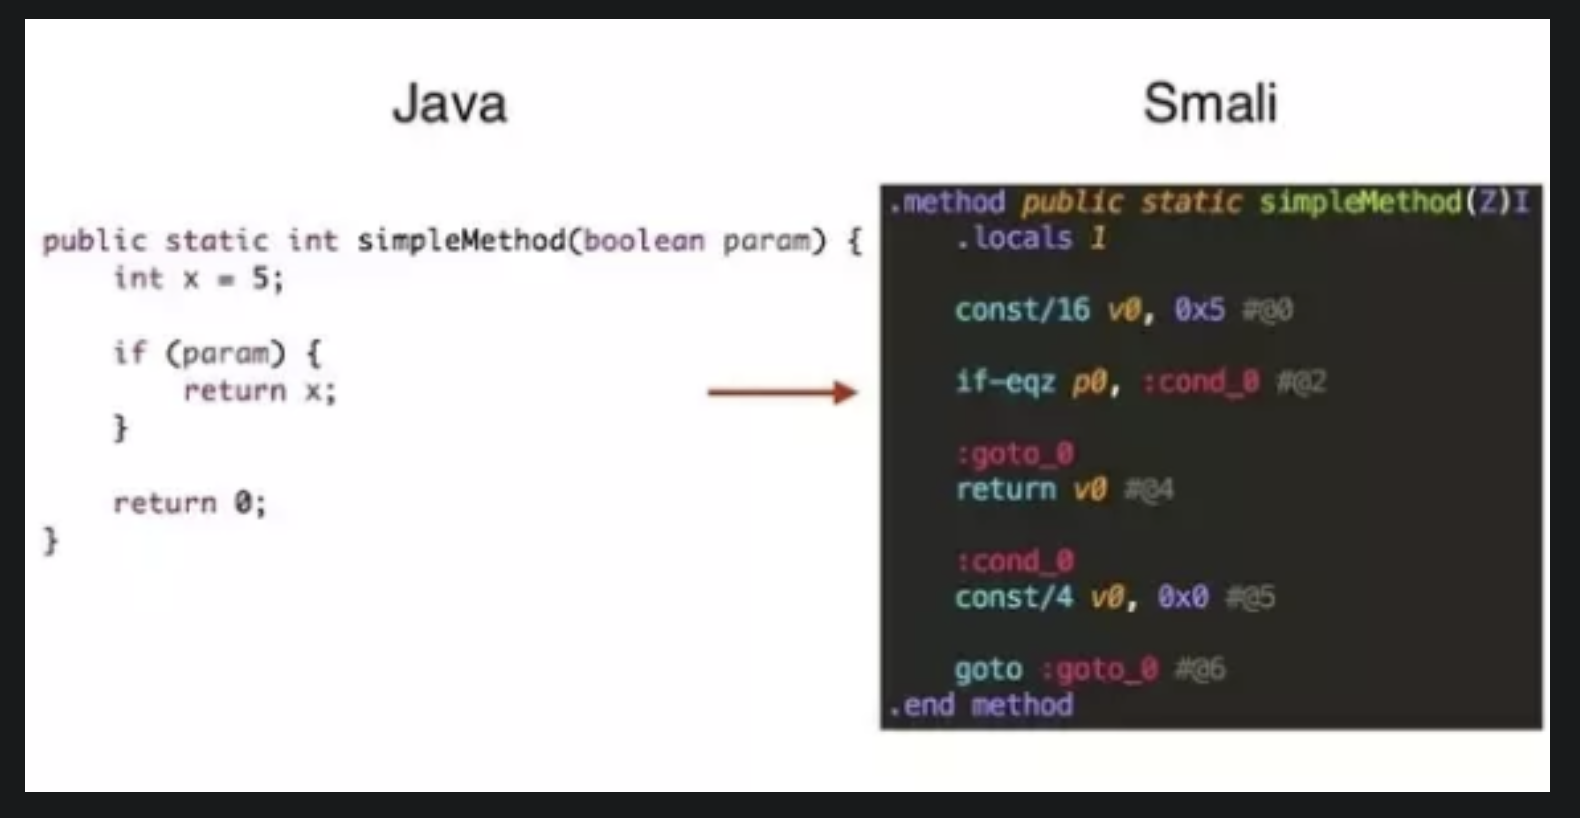 Java
public static int simpleMethod(boolean param) {
    int x = 5;
    if (param) {
        return x;
    }
    return 0;
}
Smali
.method public static simpleMethod(Z)I
    .locals 1
    const/16 v0, 0x5 #@0
    if-eqz p0, :cond_0 #@2
    :goto_0
    return v0 #@4
    :cond_0
    const/4 v0, 0x0 #@5
    goto :goto_0 #@6
.end method